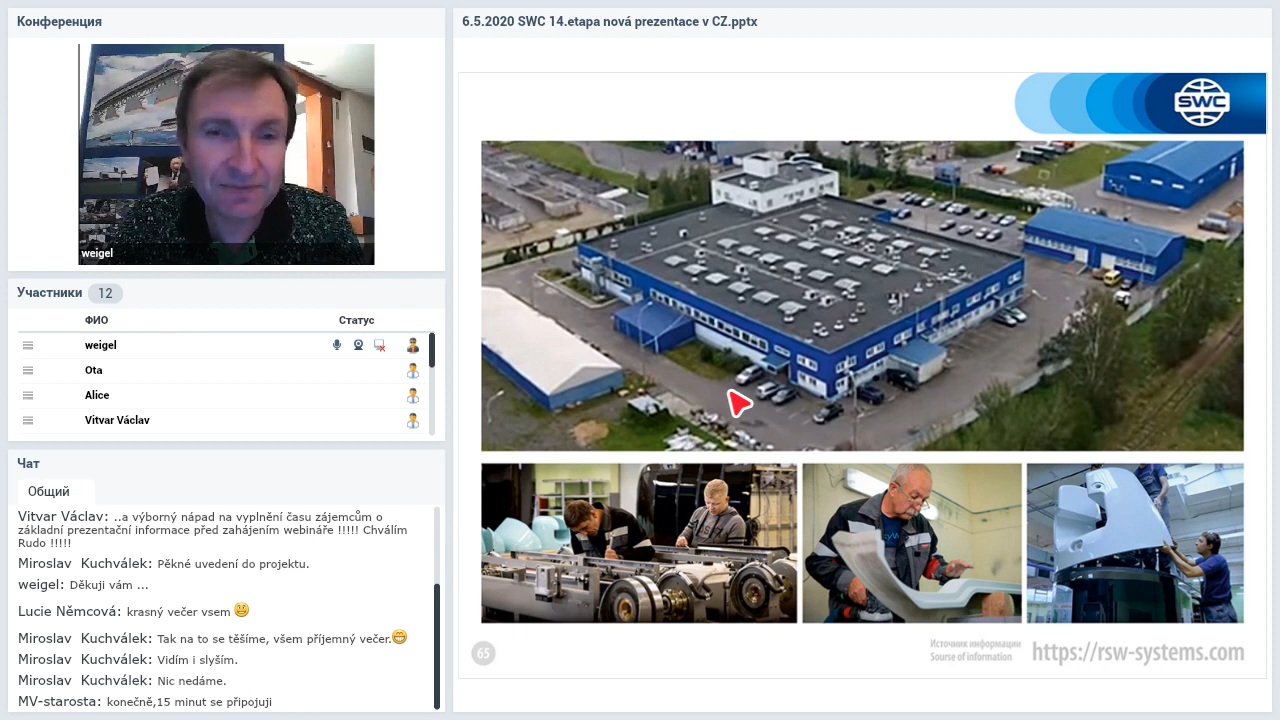 Конференция
weigel
Участники 12
ФИО Статус
weigel
Ota
Alice
Vitvar Václav
Чат
Общий
Vitvar Václav: ..a výborný nápad na vyplnění času zájemcům o
základní prezentační informace před zahájením webináře !!!!! Chválím
Rudo !!!!!
Miroslav Kuchválek: Pěkné uvedení do projektu.
weigel: Děkuji vám ...
Lucie Němcová: krasný večer vsem
Miroslav Kuchválek: Tak na to se těšíme, všem příjemný večer.
Miroslav Kuchválek: Vidím i slyším.
Miroslav Kuchválek: Nic nedáme.
MV-starosta: konečně,15 minut se připojuji
6.5.2020 SWC 14.etapa nová prezentace v CZ.pptx
SWC
65
Источник информации
Sourse of information
https://rsw-systems.com